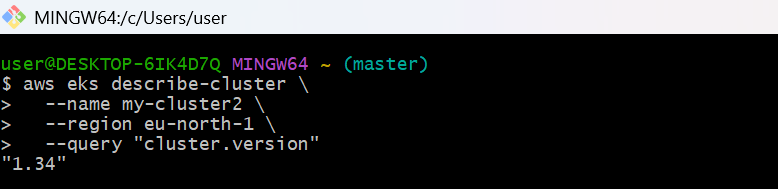 MINGW64:/c/Users/user
user@DESKTOP-6IK4D7Q MINGW64 ~ (master)
$ aws eks describe-cluster \
>   --name my-cluster2 \
>   --region eu-north-1 \
>   --query "cluster.version"
"1.34"